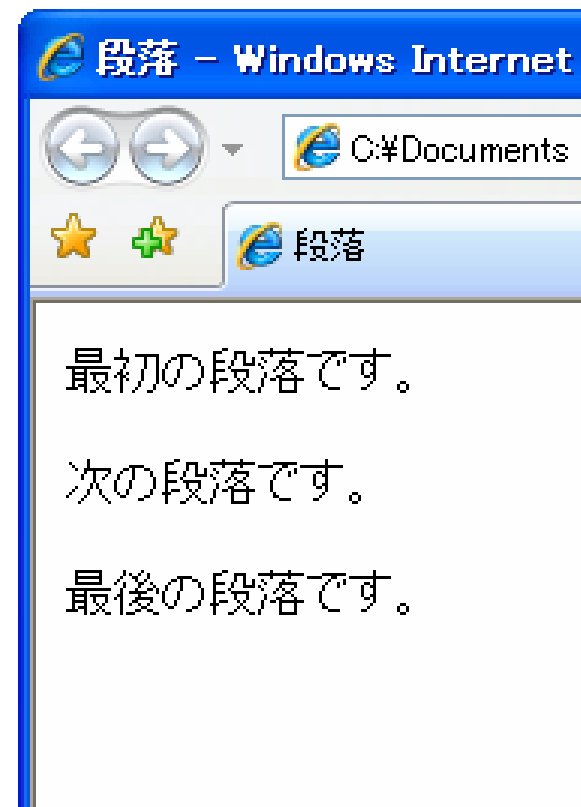 段落 - Windows Internet
C:¥Documents
段落
最初の段落です。
次の段落です。
最後の段落です。